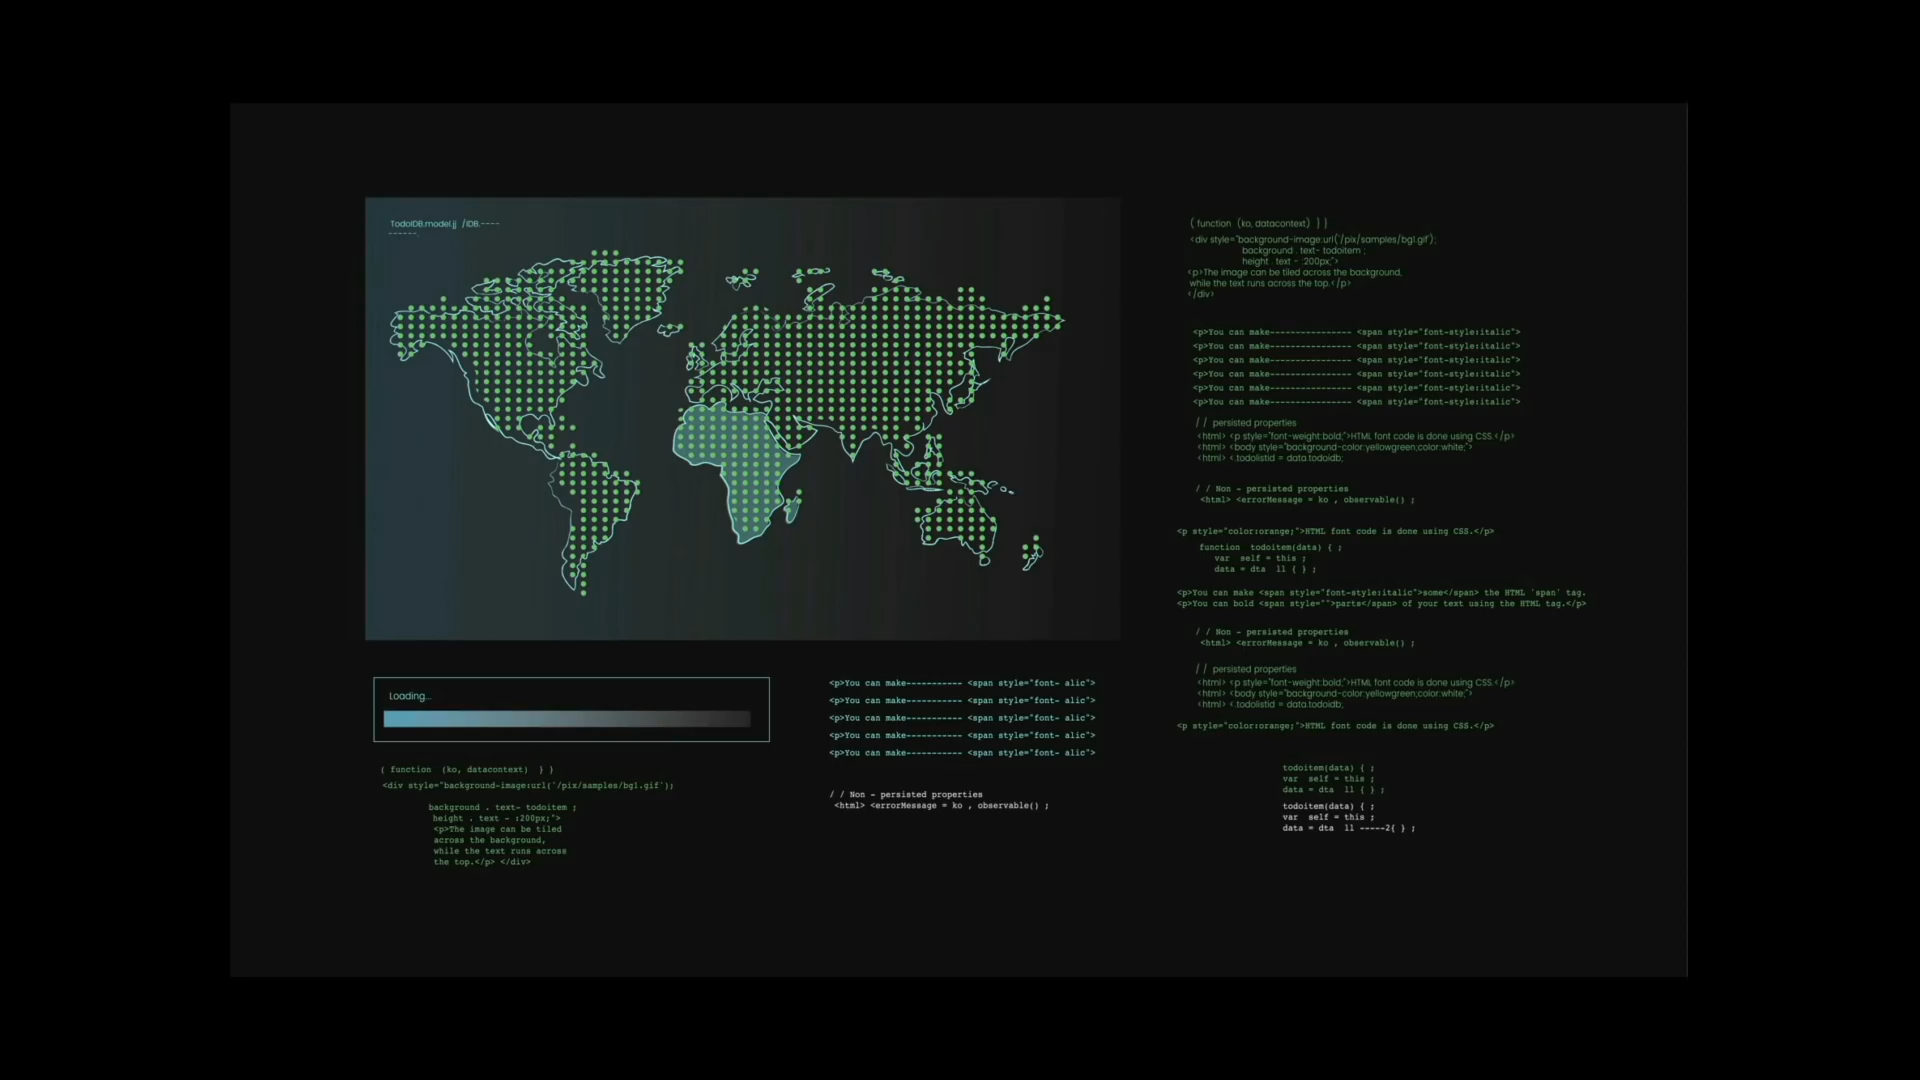 TodoIDB.model.jj /IDB.----
------.
Loading...
( function (ko, datacontext) } }
<div style="background-image:url('/pix/samples/bg1.gif');
background . text- todoitem ;
height . text - :200px;">
<p>The image can be tiled
across the background,
while the text runs across
the top.</p> </div>
<p>You can make----------- <span style="font- alic">
<p>You can make----------- <span style="font- alic">
<p>You can make----------- <span style="font- alic">
<p>You can make----------- <span style="font- alic">
<p>You can make----------- <span style="font- alic">
/ / Non - persisted properties
<html> <errorMessage = ko , observable() ;
( function (ko, datacontext) } }
<div style="background-image:url('/pix/samples/bg1.gif');
background . text- todoitem ;
height . text - :200px;">
<p>The image can be tiled across the background,
while the text runs across the top.</p>
</div>
<p>You can make---------------- <span style="font-style:italic">
<p>You can make---------------- <span style="font-style:italic">
<p>You can make---------------- <span style="font-style:italic">
<p>You can make---------------- <span style="font-style:italic">
<p>You can make---------------- <span style="font-style:italic">
<p>You can make---------------- <span style="font-style:italic">
/ / persisted properties
<html> <p style="font-weight:bold;">HTML font code is done using CSS.</p>
<html> <body style="background-color:yellowgreen;color:white;">
<html> <.todolistid = data.todoidb;
/ / Non - persisted properties
<html> <errorMessage = ko , observable() ;
<p style="color:orange;">HTML font code is done using CSS.</p>
function todoitem(data) { ;
var self = this ;
data = dta ll { } ;
<p>You can make <span style="font-style:italic">some</span> the HTML 'span' tag.
<p>You can bold <span style="">parts</span> of your text using the HTML tag.</p>
/ / Non - persisted properties
<html> <errorMessage = ko , observable() ;
/ / persisted properties
<html> <p style="font-weight:bold;">HTML font code is done using CSS.</p>
<html> <body style="background-color:yellowgreen;color:white;">
<html> <.todolistid = data.todoidb;
<p style="color:orange;">HTML font code is done using CSS.</p>
todoitem(data) { ;
var self = this ;
data = dta ll { } ;
todoitem(data) { ;
var self = this ;
data = dta ll -----2{ } ;